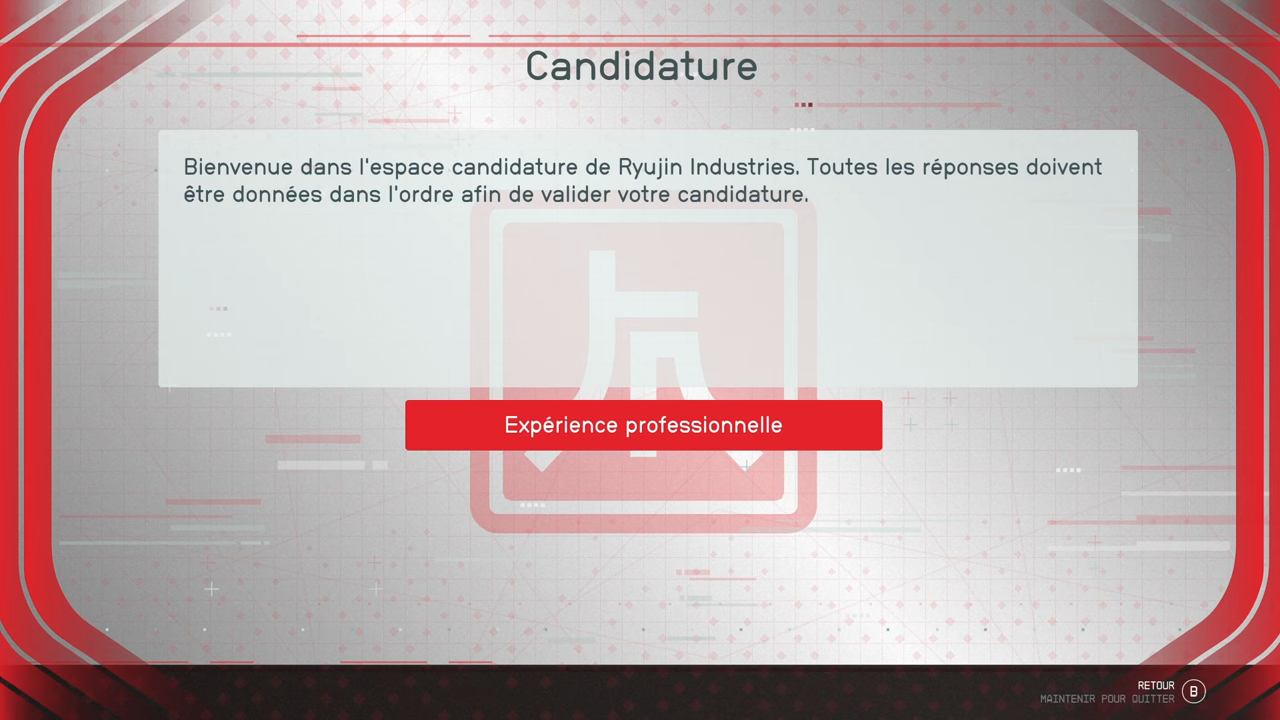 Candidature
Bienvenue dans l'espace candidature de Ryujin Industries. Toutes les réponses doivent
être données dans l'ordre afin de valider votre candidature.
Expérience professionnelle
RETOUR
MAINTENIR POUR QUITTER
B